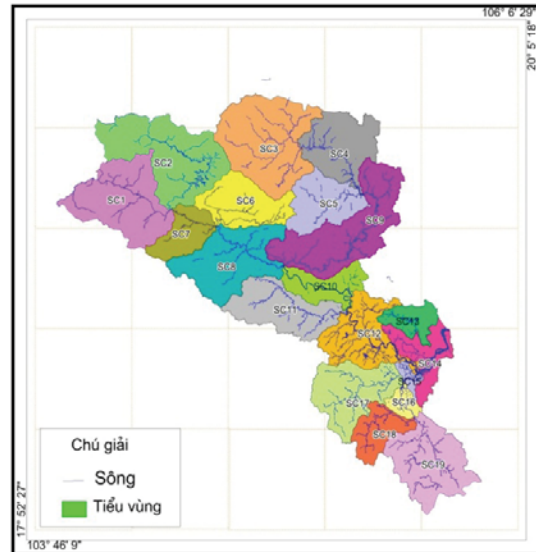 106° 6' 29"
20° 5' 18"
SC3
SC4
SC2
SC1
SC6
SC5
SC9
SC7
SC8
SC10
SC11
SC13
SC12
SC14
SC15
SC17
SC16
SC18
SC19
Chú giải
Sông
Tiểu vùng
17° 52' 27"
103° 46' 9"